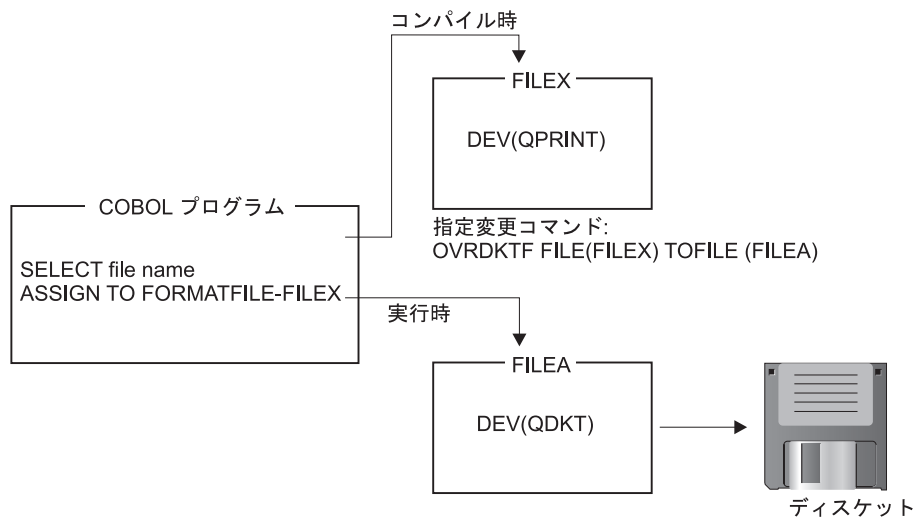 コンパイル時
FILEX
DEV(QPRINT)
COBOL プログラム
SELECT file name
ASSIGN TO FORMATFILE-FILEX
指定変更コマンド:
OVRDKTF FILE(FILEX) TOFILE (FILEA)
実行時
FILEA
DEV(QDKT)
ディスケット